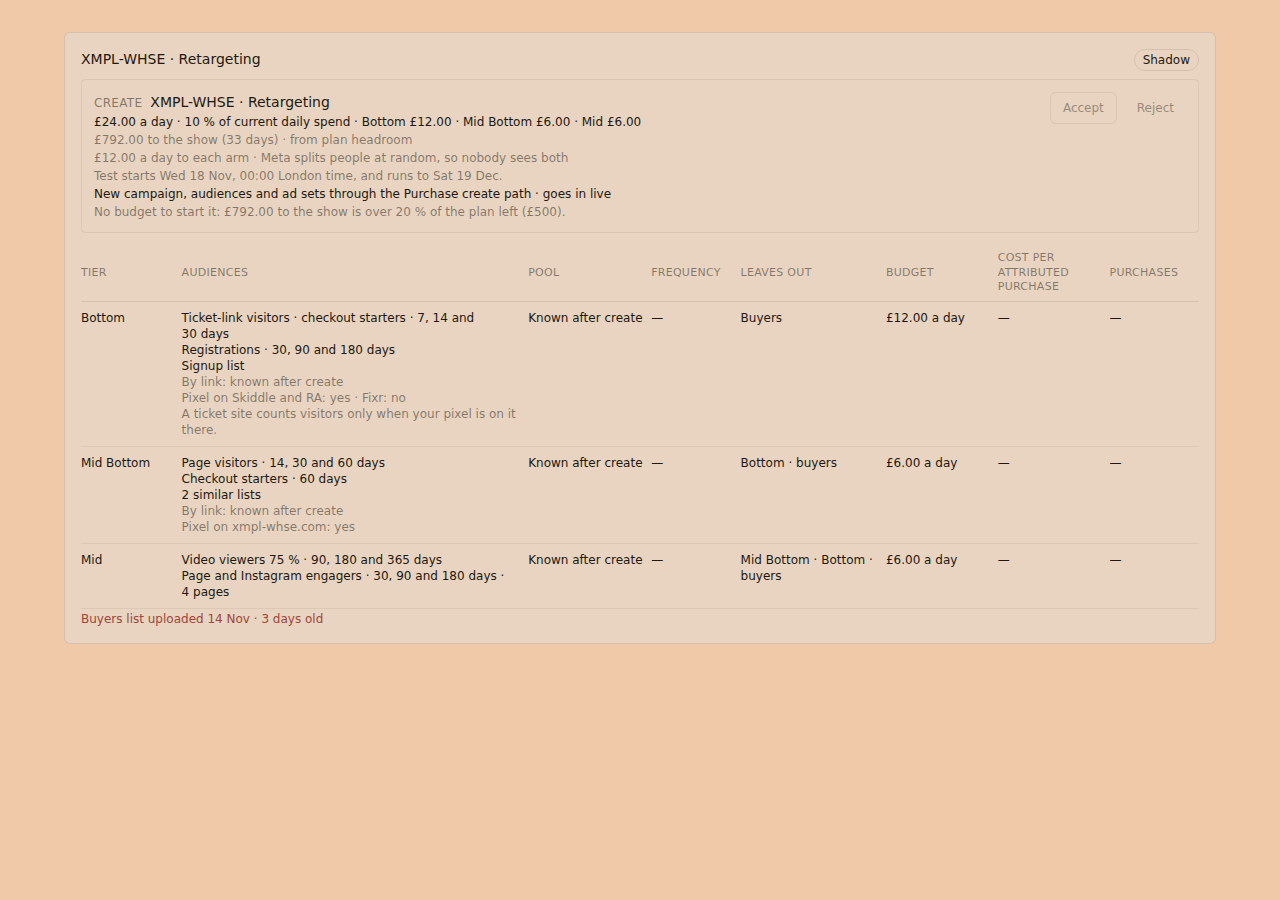 XMPL-WHSE · Retargeting
Shadow
CREATE XMPL-WHSE · Retargeting
Accept
Reject
£24.00 a day · 10 % of current daily spend · Bottom £12.00 · Mid Bottom £6.00 · Mid £6.00
£792.00 to the show (33 days) · from plan headroom
£12.00 a day to each arm · Meta splits people at random, so nobody sees both
Test starts Wed 18 Nov, 00:00 London time, and runs to Sat 19 Dec.
New campaign, audiences and ad sets through the Purchase create path · goes in live
No budget to start it: £792.00 to the show is over 20 % of the plan left (£500).
TIER
AUDIENCES
POOL
FREQUENCY
LEAVES OUT
BUDGET
COST PER
ATTRIBUTED
PURCHASE
PURCHASES
Bottom
Ticket-link visitors · checkout starters · 7, 14 and
30 days
Registrations · 30, 90 and 180 days
Signup list
By link: known after create
Pixel on Skiddle and RA: yes · Fixr: no
A ticket site counts visitors only when your pixel is on it
there.
Known after create
—
Buyers
£12.00 a day
—
—
Mid Bottom
Page visitors · 14, 30 and 60 days
Checkout starters · 60 days
2 similar lists
By link: known after create
Pixel on xmpl-whse.com: yes
Known after create
—
Bottom · buyers
£6.00 a day
—
—
Mid
Video viewers 75 % · 90, 180 and 365 days
Page and Instagram engagers · 30, 90 and 180 days ·
4 pages
Known after create
—
Mid Bottom · Bottom ·
buyers
£6.00 a day
—
—
Buyers list uploaded 14 Nov · 3 days old